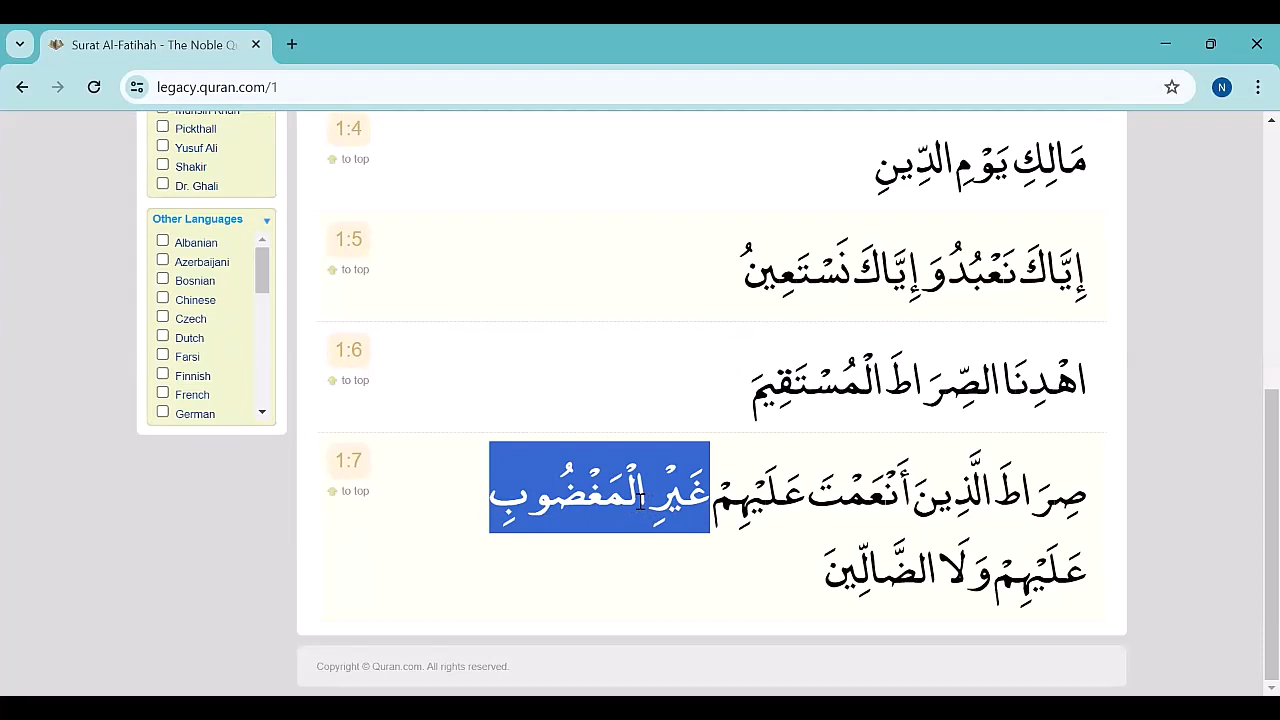 Surat Al-Fatihah - The Noble Q
legacy.quran.com/1
N
Muhsin Khan
Pickthall
Yusuf Ali
Shakir
Dr. Ghali
Other Languages
Albanian
Azerbaijani
Bosnian
Chinese
Czech
Dutch
Farsi
Finnish
French
German
1:4
to top
مَالِكِ يَوْمِ الدِّينِ
1:5
to top
إِيَّاكَ نَعْبُدُ وَإِيَّاكَ نَسْتَعِينُ
1:6
to top
اهْدِنَا الصِّرَاطَ الْمُسْتَقِيمَ
1:7
to top
صِرَاطَ الَّذِينَ أَنْعَمْتَ عَلَيْهِمْ غَيْرِ الْمَغْضُوبِ
عَلَيْهِمْ وَلَا الضَّالِّينَ
Copyright © Quran.com. All rights reserved.